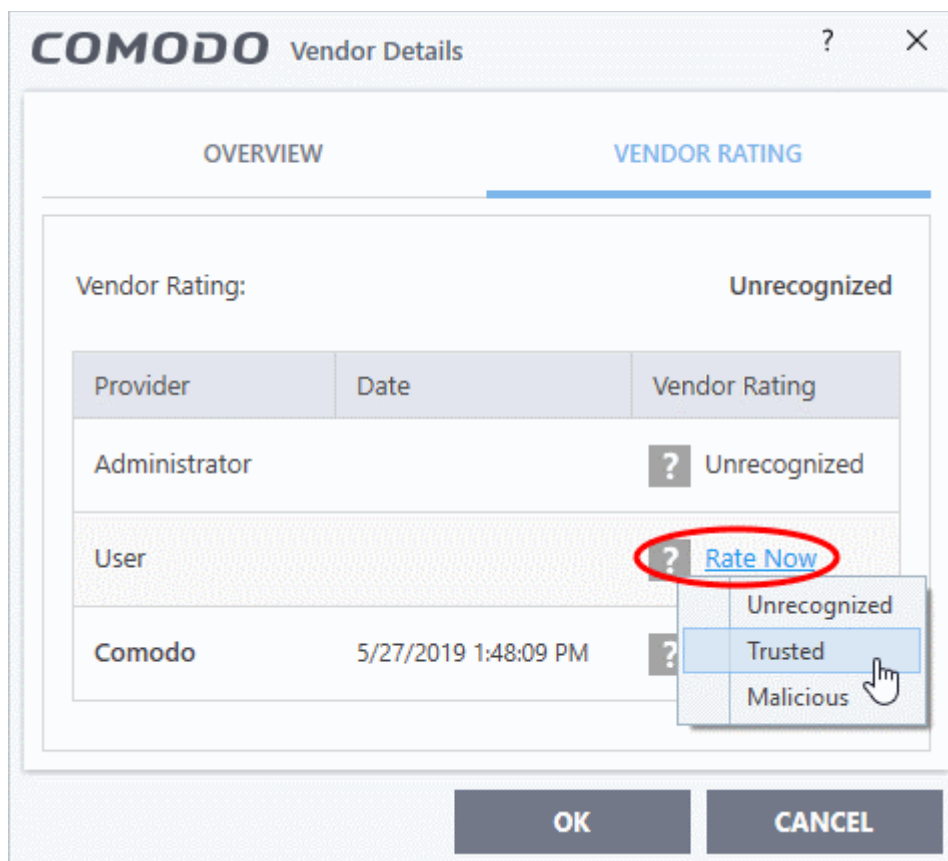 COMODO Vendor Details ? ×
OVERVIEW VENDOR RATING
Vendor Rating: Unrecognized
Provider Date Vendor Rating
Administrator ? Unrecognized
User ? Rate Now
Unrecognized
Comodo 5/27/2019 1:48:09 PM ? Trusted
Malicious
OK CANCEL